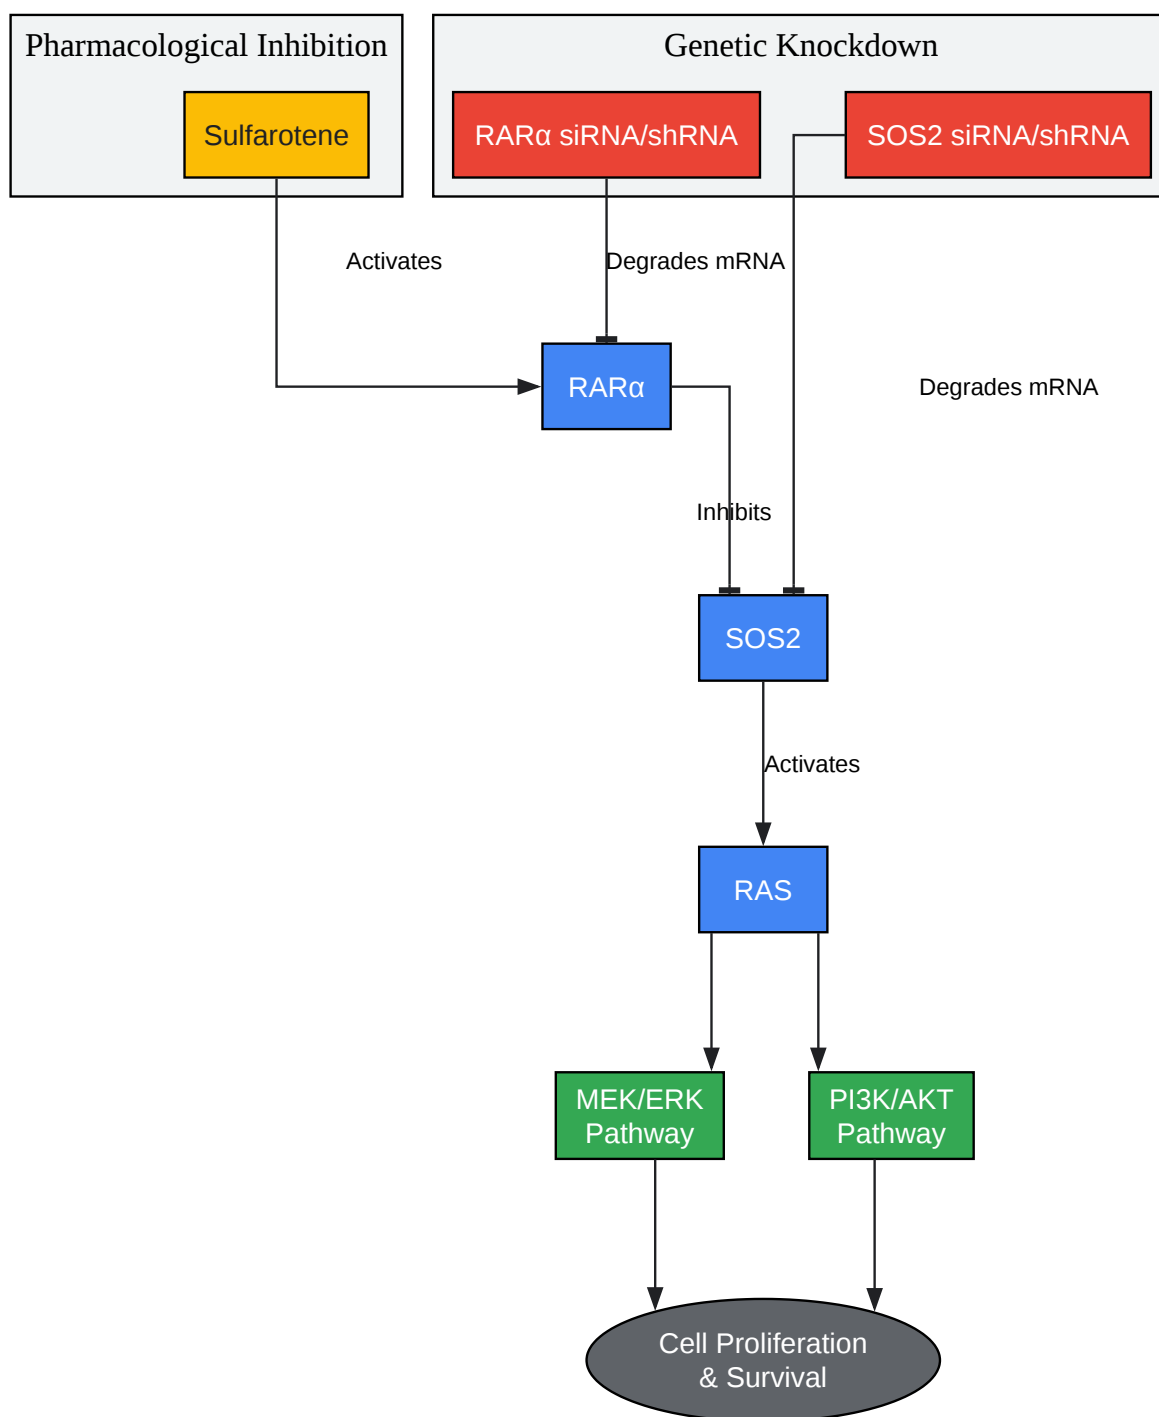 Pharmacological Inhibition
Genetic Knockdown
Sulfarotene
RARα siRNA/shRNA
SOS2 siRNA/shRNA
Activates
Degrades mRNA
RARα
Degrades mRNA
Inhibits
SOS2
Activates
RAS
MEK/ERK
Pathway
PI3K/AKT
Pathway
Cell Proliferation
& Survival